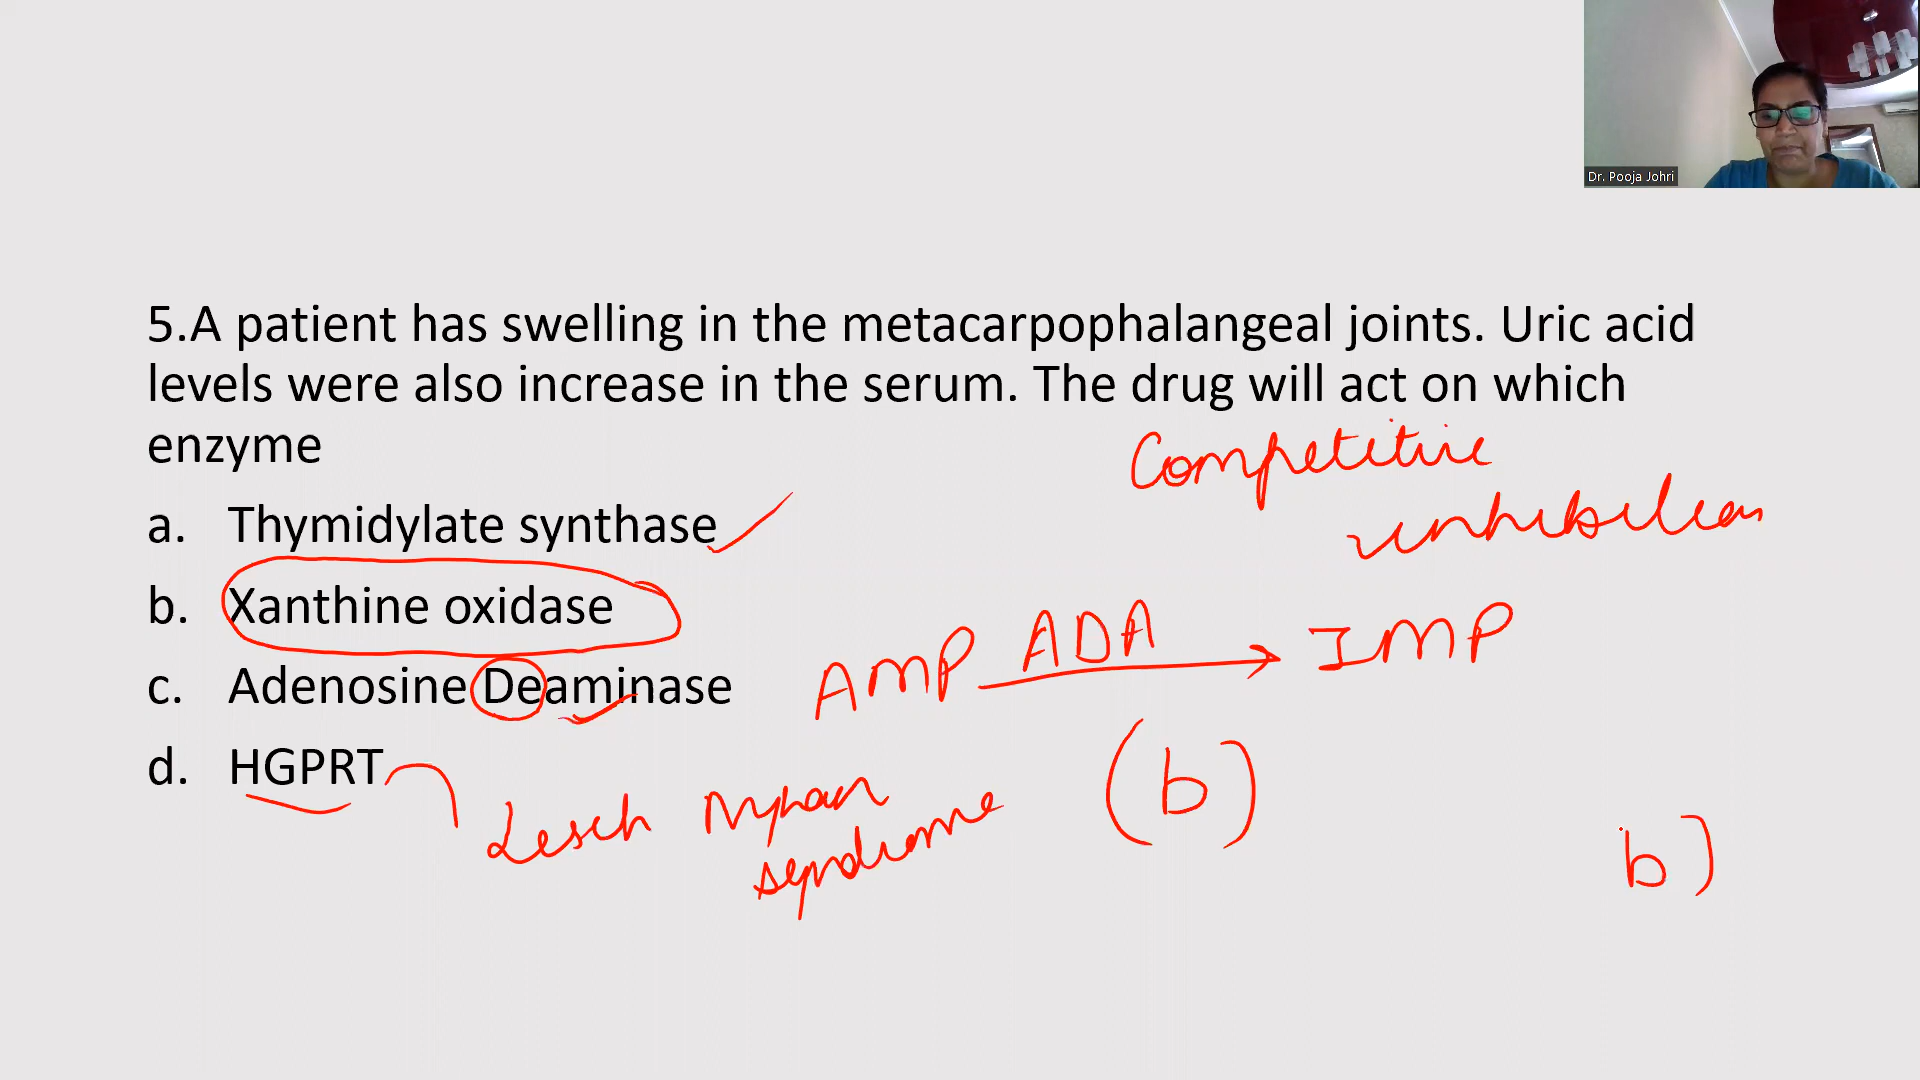 Dr. Pooja Johri
5.A patient has swelling in the metacarpophalangeal joints. Uric acid
levels were also increase in the serum. The drug will act on which
enzyme
Competitive
a. Thymidylate synthase
b. Xanthine oxidase
AMP ADA IMP
c. Adenosine Deaminase
d. HGPRT
(b)
Lesch Nyhan
syndrome
b)